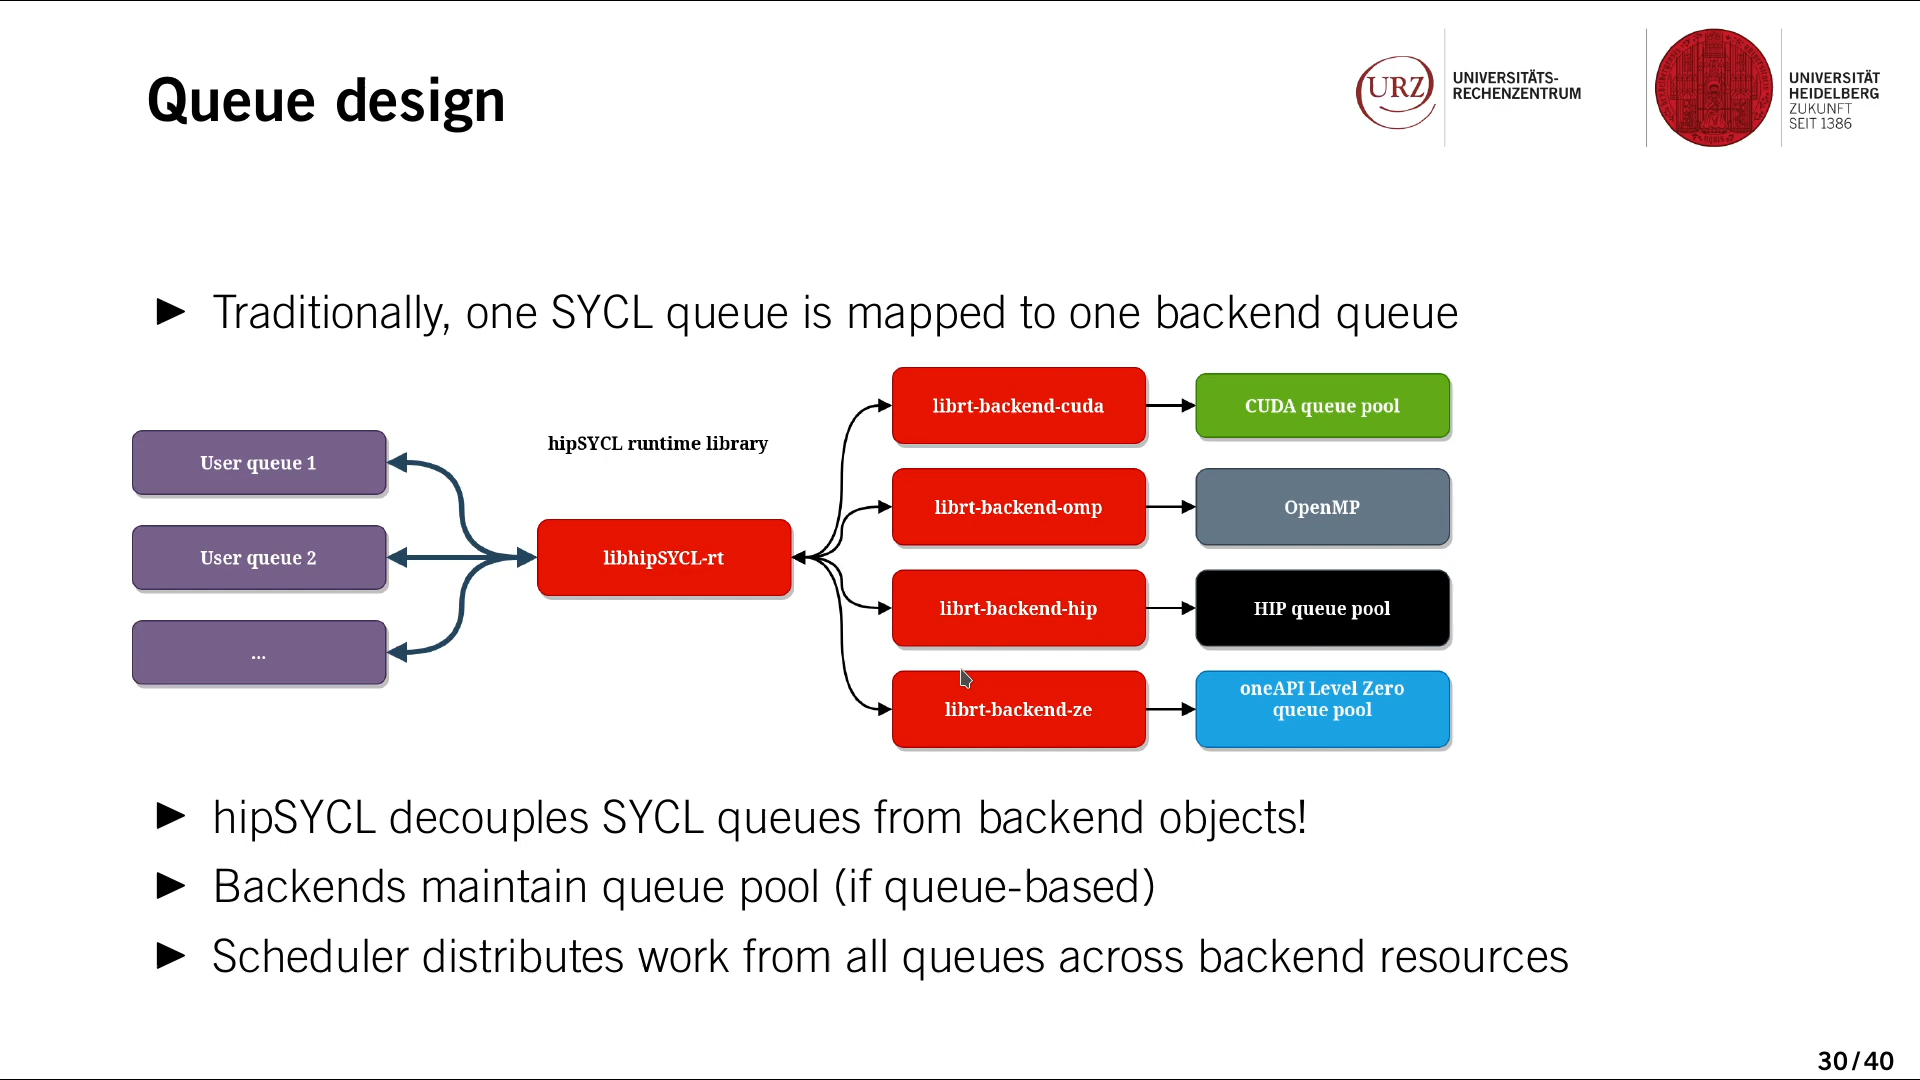 Queue design
URZ
UNIVERSITÄTS-
RECHENZENTRUM
UNIVERSITÄT
HEIDELBERG
ZUKUNFT
SEIT 1386
Traditionally, one SYCL queue is mapped to one backend queue
User queue 1
User queue 2
...
hipSYCL runtime library
libhipSYCL-rt
librt-backend-cuda
CUDA queue pool
librt-backend-omp
OpenMP
librt-backend-hip
HIP queue pool
librt-backend-ze
oneAPI Level Zero
queue pool
hipSYCL decouples SYCL queues from backend objects!
Backends maintain queue pool (if queue-based)
Scheduler distributes work from all queues across backend resources
30/40